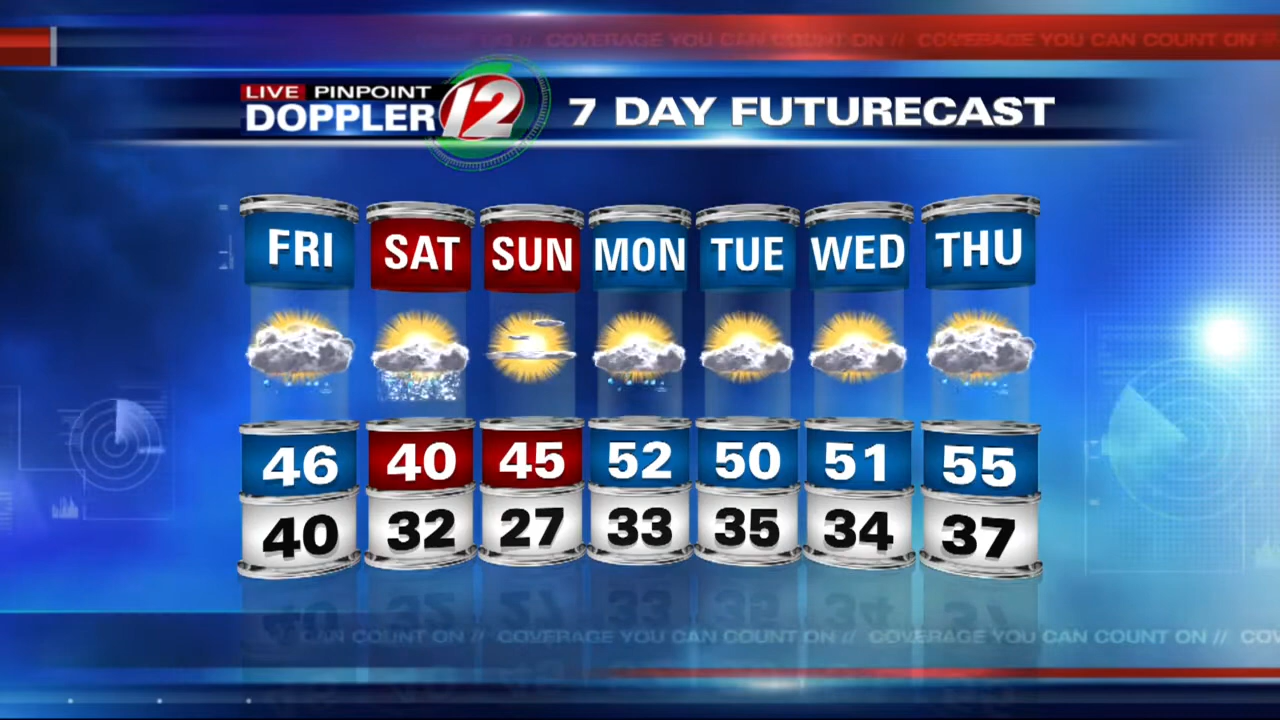 COVERAGE YOU CAN COUNT ON // COVERAGE YOU CAN COUNT ON
LIVE PINPOINT
DOPPLER 12
7 DAY FUTURECAST
FRI SAT SUN MON TUE WED THU
46 40 45 52 50 51 55
40 32 27 33 35 34 37
CAN COUNT ON // COVERAGE YOU CAN COUNT ON // COVERAGE YOU CAN COUNT ON // CO